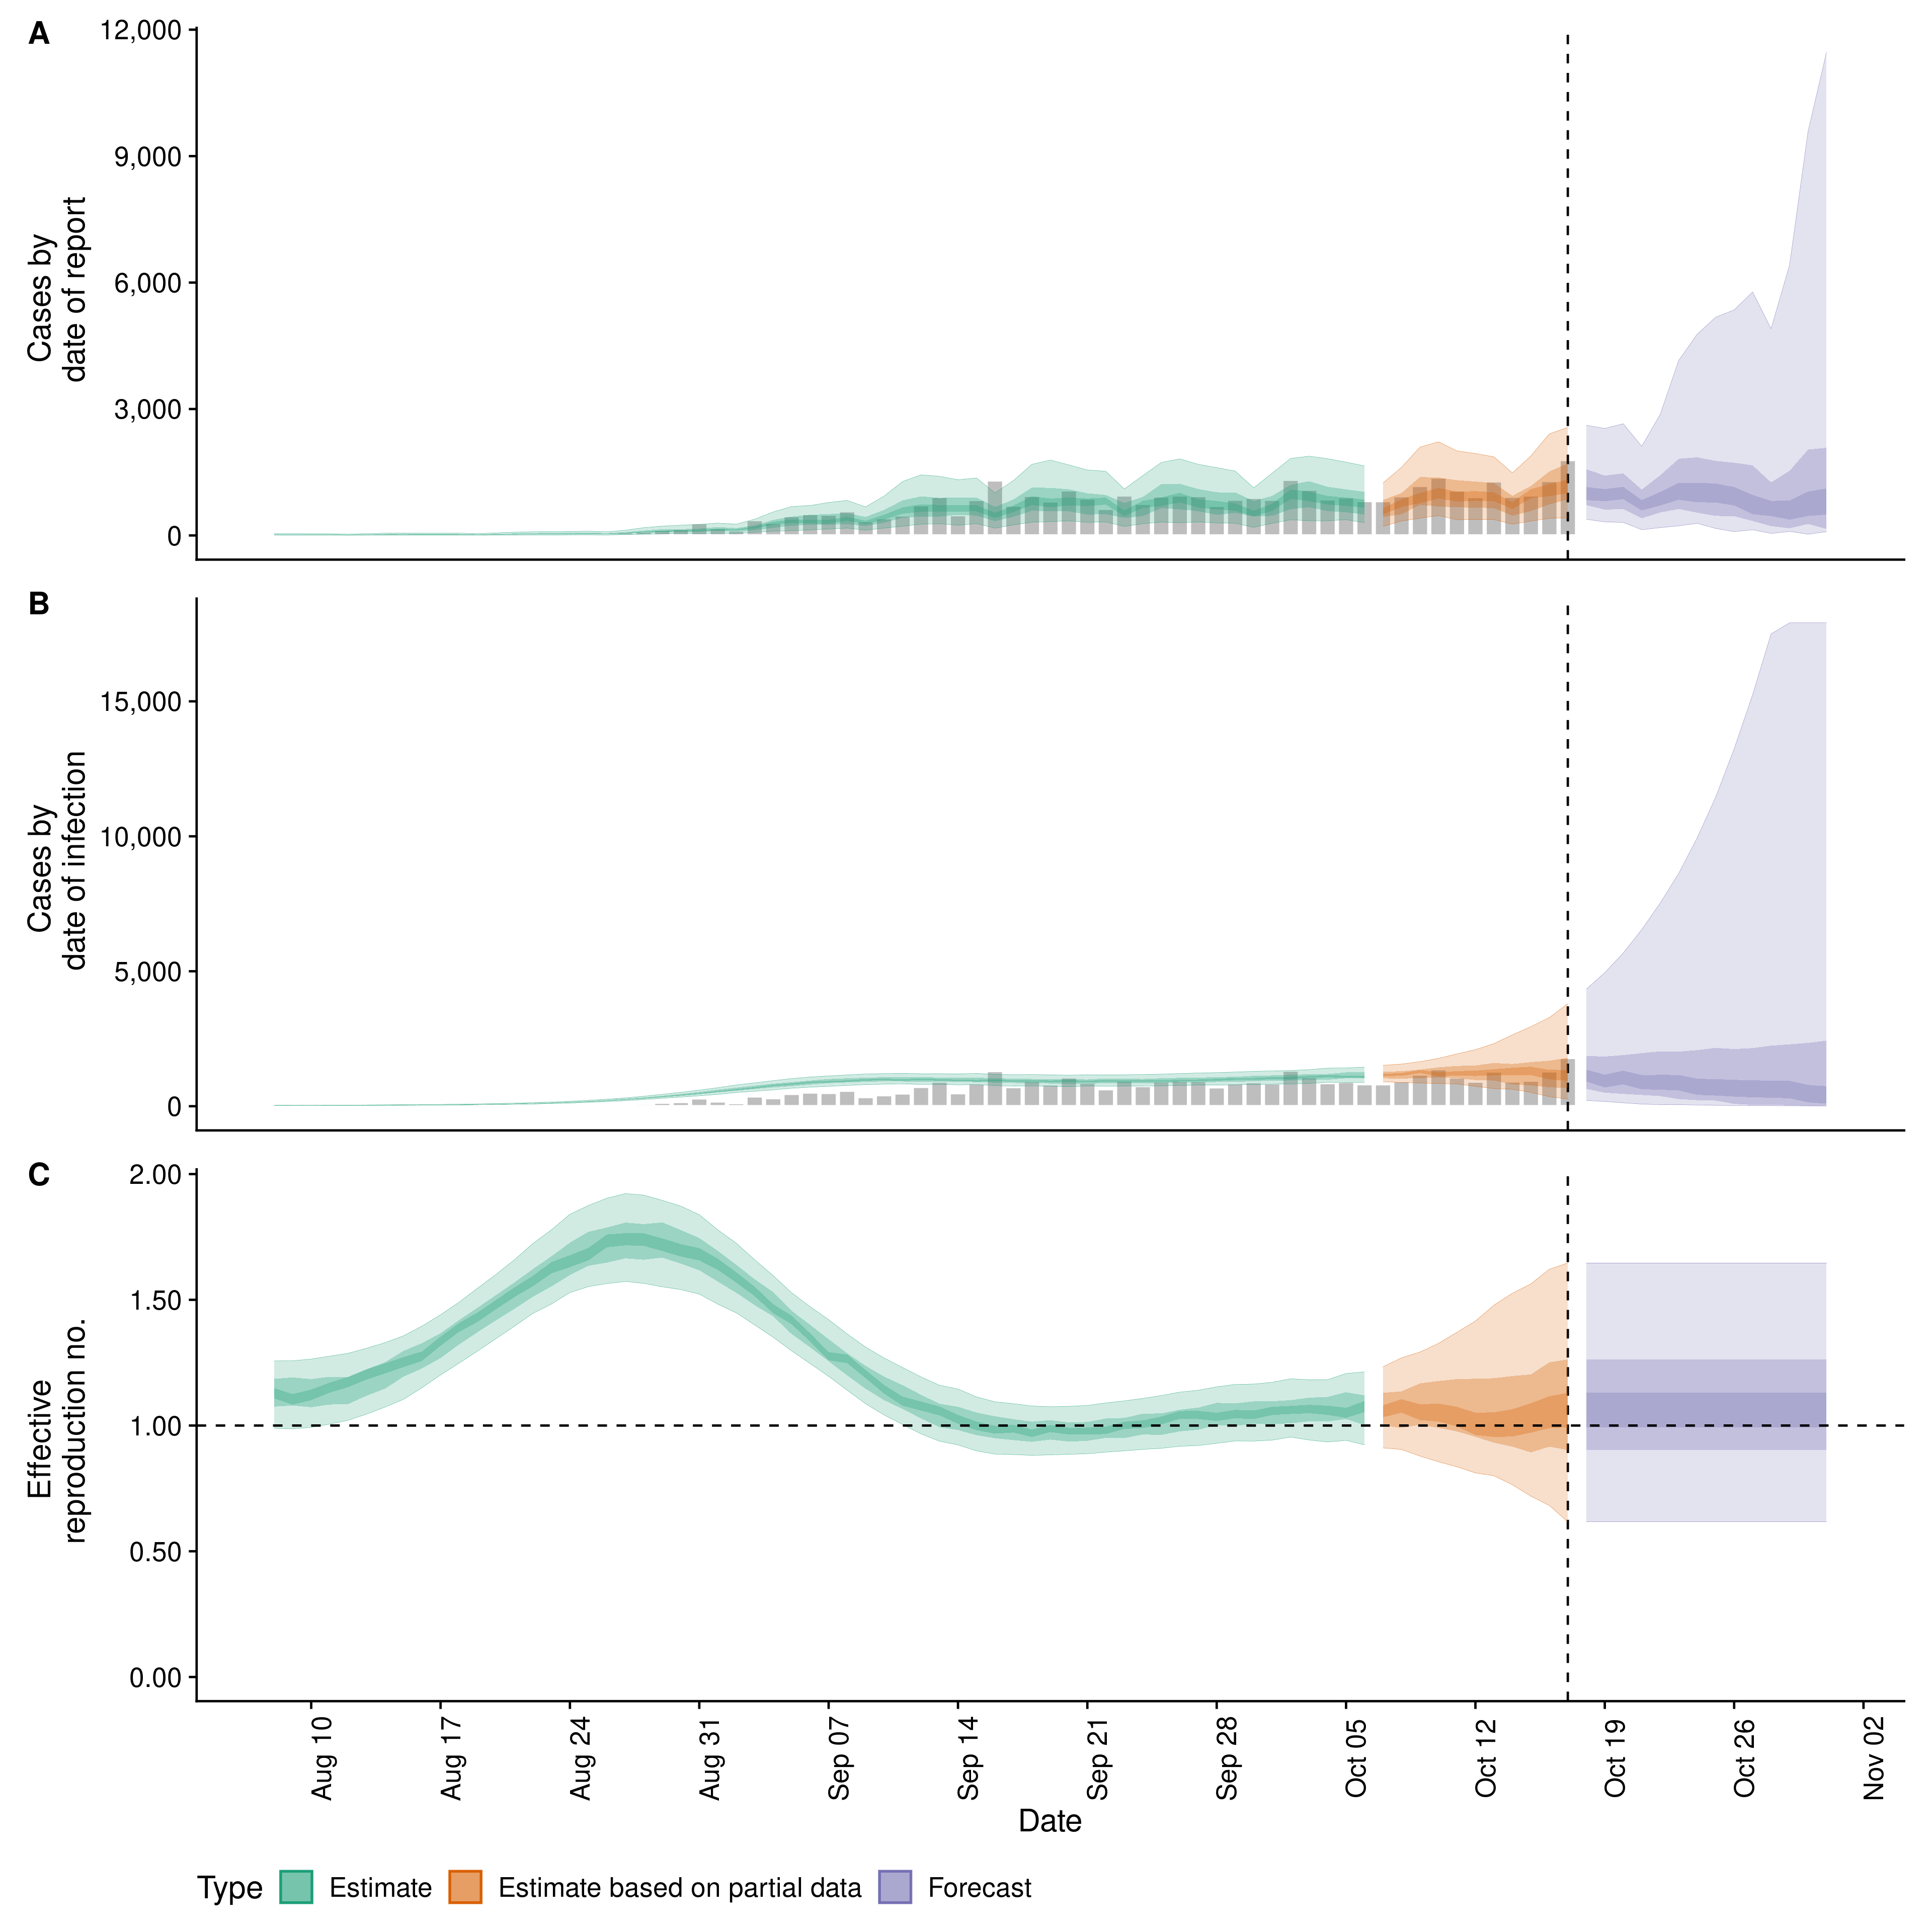 A
12,000
9,000
6,000
3,000
0
Cases by
date of report
B
15,000
10,000
5,000
0
Cases by
date of infection
C
2.00
1.50
1.00
0.50
0.00
Effective
reproduction no.
Aug 10
Aug 17
Aug 24
Aug 31
Sep 07
Sep 14
Sep 21
Sep 28
Oct 05
Oct 12
Oct 19
Oct 26
Nov 02
Date
Type Estimate Estimate based on partial data Forecast